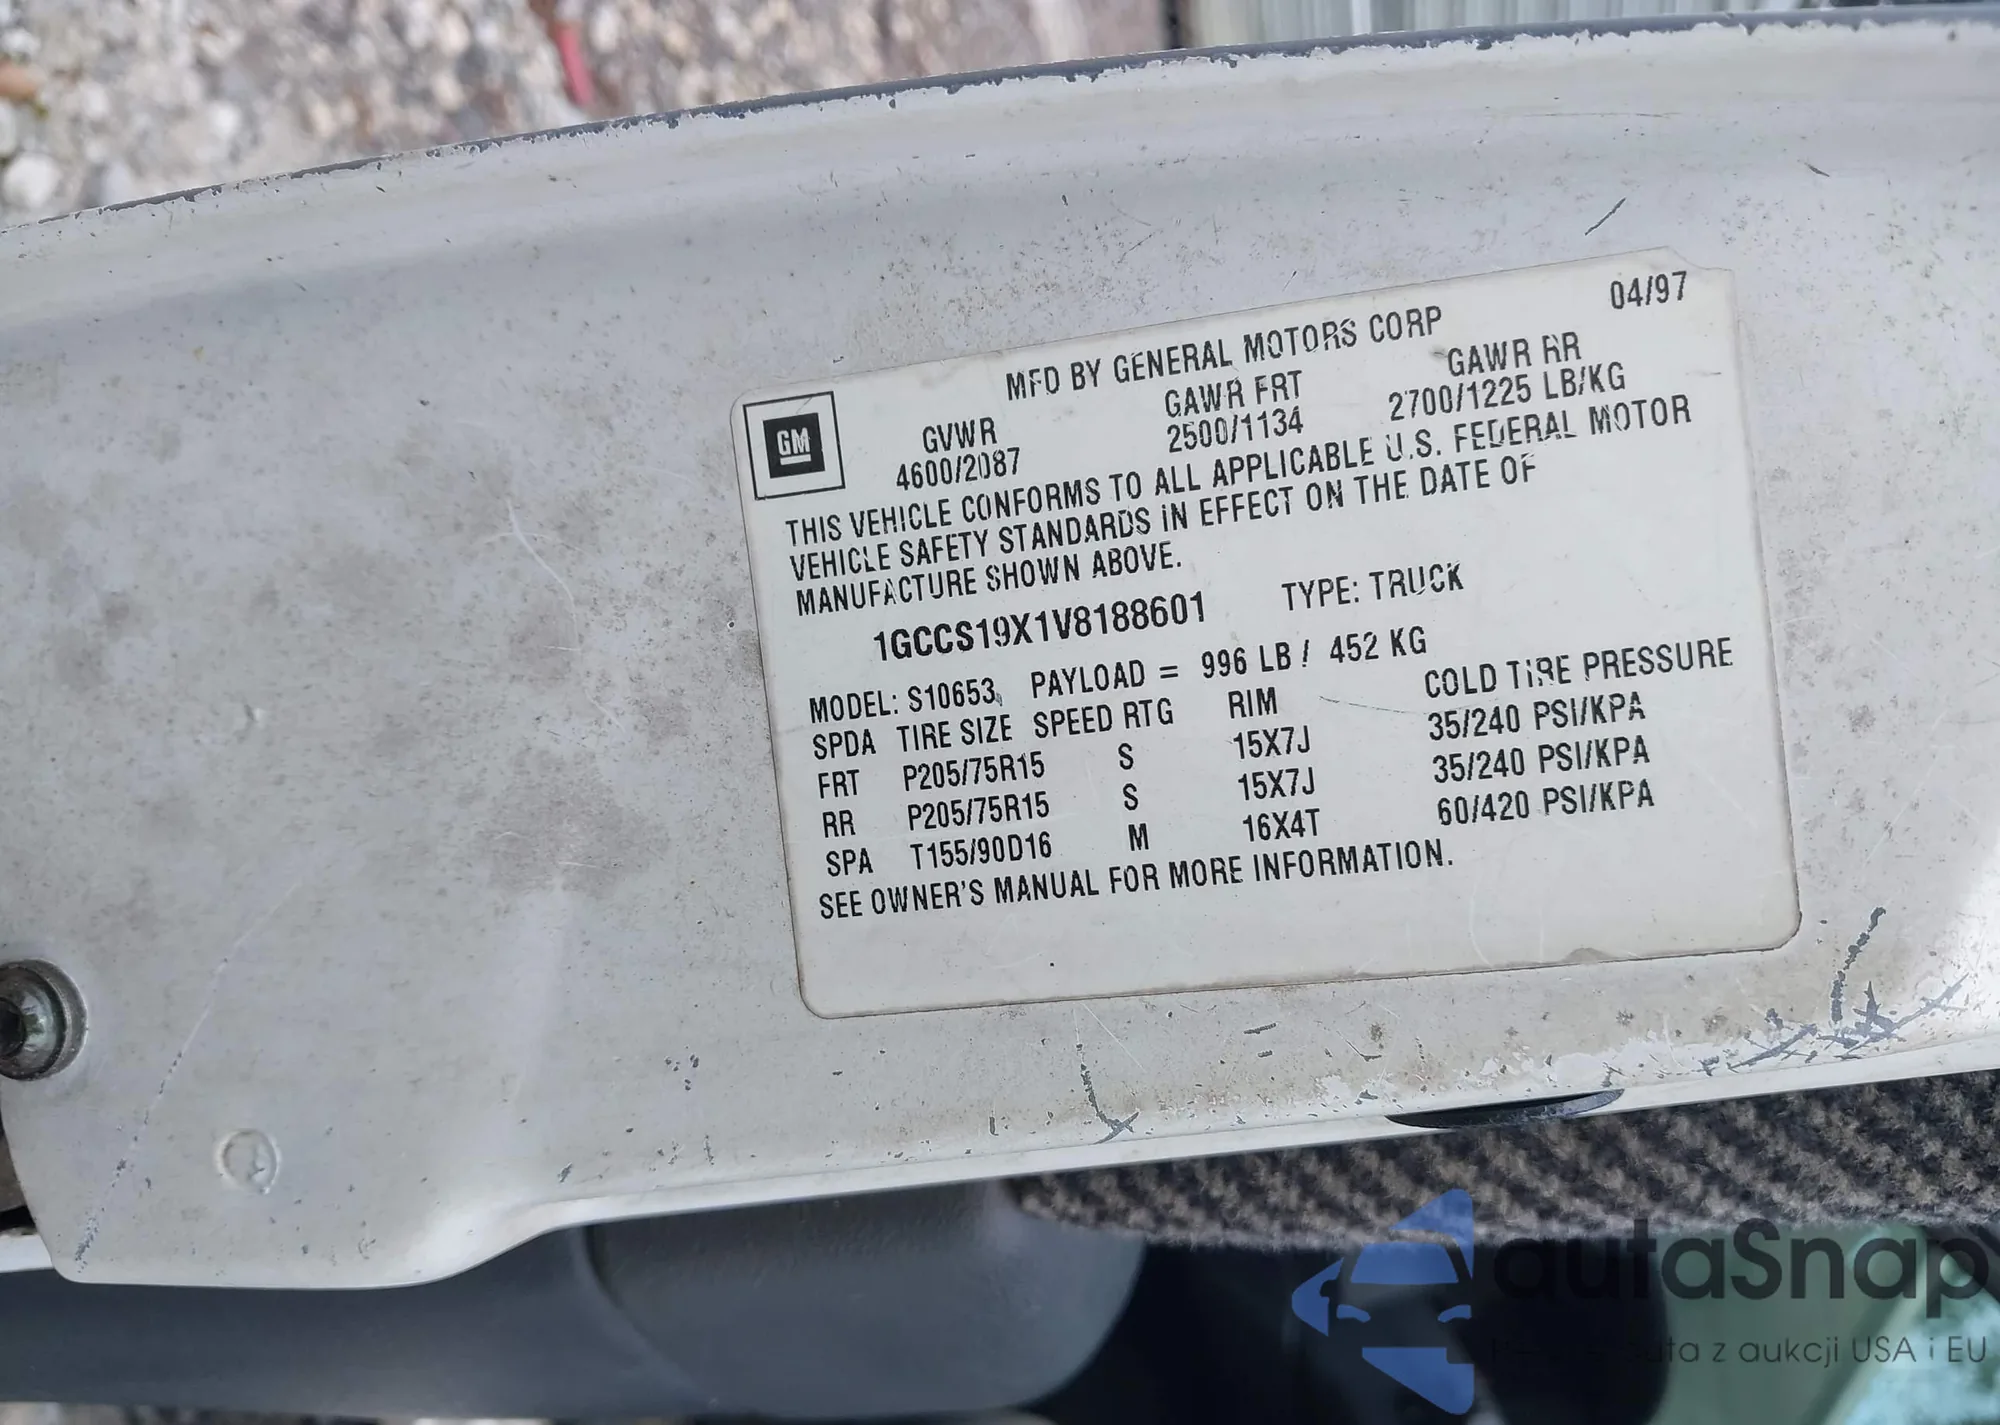 04/97
MFD BY GENERAL MOTORS CORP
GM
GVWR GAWR FRT GAWR RR
4600/2087 2500/1134 2700/1225 LB/KG
THIS VEHICLE CONFORMS TO ALL APPLICABLE U.S. FEDERAL MOTOR
VEHICLE SAFETY STANDARDS IN EFFECT ON THE DATE OF
MANUFACTURE SHOWN ABOVE.
1GCCS19X1V8188601 TYPE: TRUCK
MODEL: S10653 PAYLOAD = 996 LB / 452 KG
SPDA TIRE SIZE SPEED RTG RIM COLD TIRE PRESSURE
FRT P205/75R15 S 15X7J 35/240 PSI/KPA
RR P205/75R15 S 15X7J 35/240 PSI/KPA
SPA T155/90D16 M 16X4T 60/420 PSI/KPA
SEE OWNER'S MANUAL FOR MORE INFORMATION.
autaSnap
auta z aukcji USA i EU